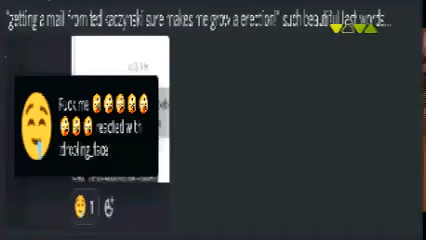 "getting a mail from ted kaczynski sure makes me grow a erection!" such beautiful last words...
Fuck me 🤪🤪🤪🤪🤪
🤪🤪🤪 reacted with
:drooling_face:
1